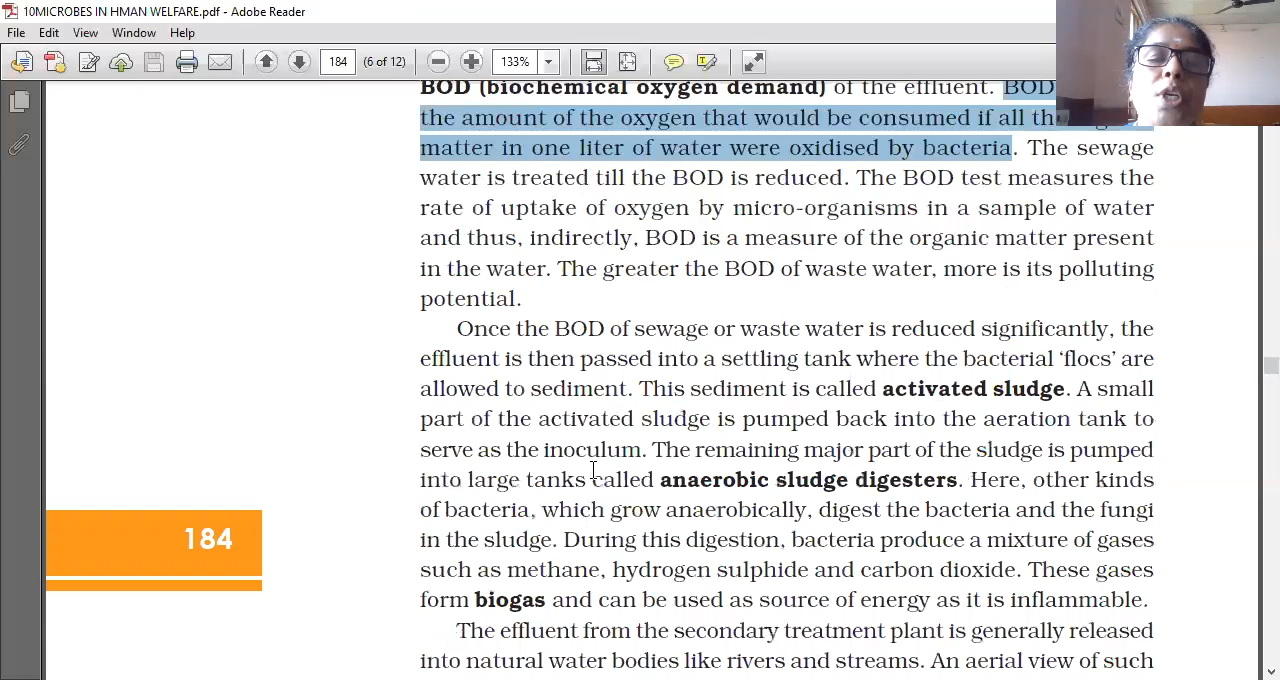 10MICROBES IN HMAN WELFARE.pdf - Adobe Reader
File Edit View Window Help
184 (6 of 12) 133%
BOD (biochemical oxygen demand) of the effluent. BOD
the amount of the oxygen that would be consumed if all
matter in one liter of water were oxidised by bacteria. The sewage
water is treated till the BOD is reduced. The BOD test measures the
rate of uptake of oxygen by micro-organisms in a sample of water
and thus, indirectly, BOD is a measure of the organic matter present
in the water. The greater the BOD of waste water, more is its polluting
potential.
Once the BOD of sewage or waste water is reduced significantly, the
effluent is then passed into a settling tank where the bacterial ‘flocs’ are
allowed to sediment. This sediment is called activated sludge. A small
part of the activated sludge is pumped back into the aeration tank to
serve as the inoculum. The remaining major part of the sludge is pumped
into large tanks called anaerobic sludge digesters. Here, other kinds
of bacteria, which grow anaerobically, digest the bacteria and the fungi
in the sludge. During this digestion, bacteria produce a mixture of gases
such as methane, hydrogen sulphide and carbon dioxide. These gases
form biogas and can be used as source of energy as it is inflammable.
The effluent from the secondary treatment plant is generally released
into natural water bodies like rivers and streams. An aerial view of such
184